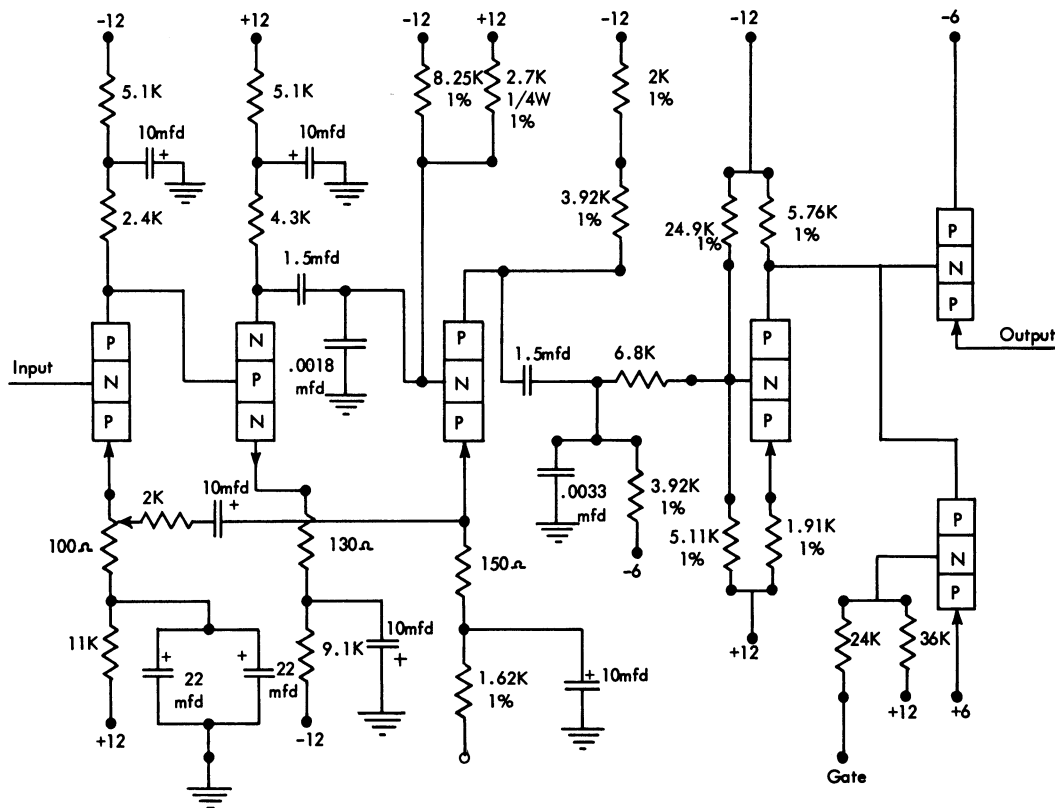 -12
+12
-12
+12
-12
-12
-6
5.1K
5.1K
8.25K
1%
2.7K
1/4W
1%
2K
1%
10mfd
+
10mfd
+
2.4K
4.3K
3.92K
1%
24.9K
1%
5.76K
1%
P
N
P
1.5mfd
Output
Input
P
N
P
N
P
N
.0018
mfd
P
N
P
1.5mfd
6.8K
P
N
P
10mfd
+
2K
100Ω
130Ω
150Ω
.0033
mfd
3.92K
1%
-6
5.11K
1%
1.91K
1%
P
N
P
11K
+
22
mfd
+
22
mfd
9.1K
10mfd
+
1.62K
1%
+
10mfd
+12
24K
36K
+12
-12
+12
+6
Gate